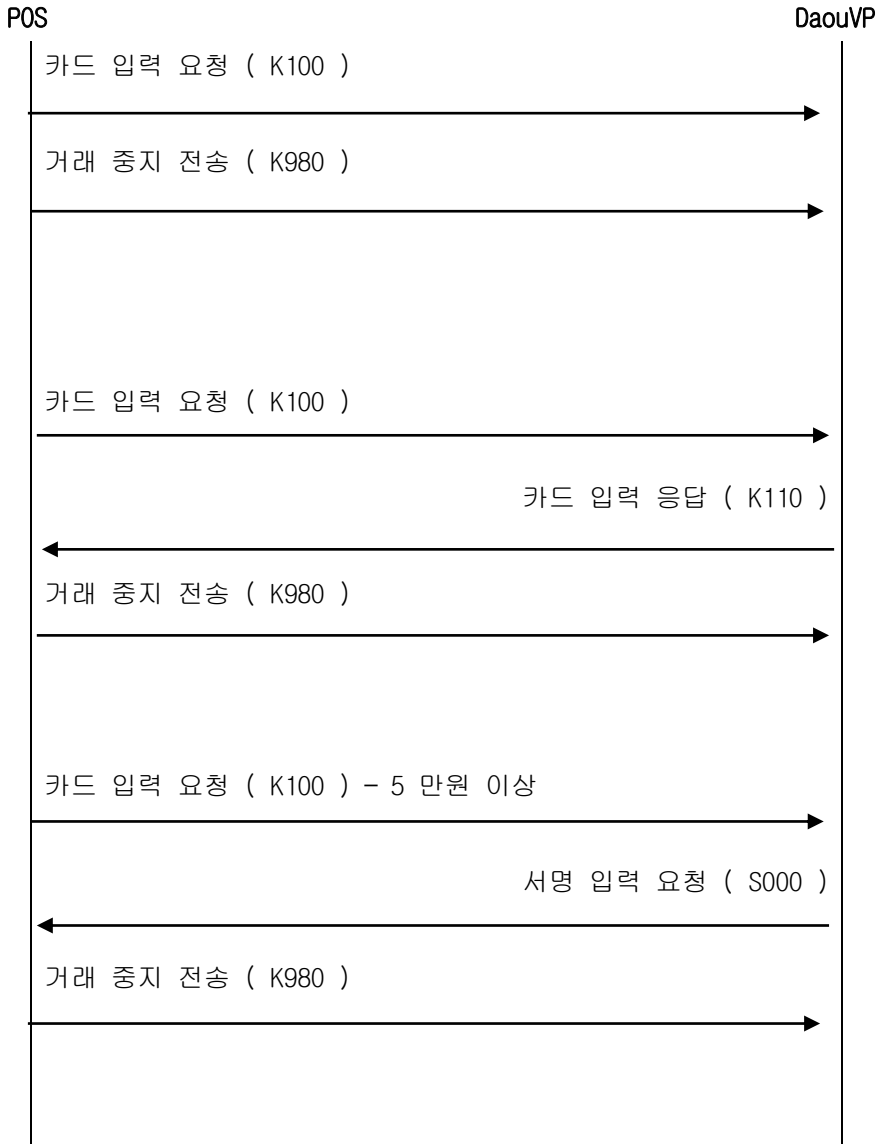 POS
DaouVP
카드 입력 요청 ( K100 )
거래 중지 전송 ( K980 )
카드 입력 요청 ( K100 )
카드 입력 응답 ( K110 )
거래 중지 전송 ( K980 )
카드 입력 요청 ( K100 ) - 5 만원 이상
서명 입력 요청 ( S000 )
거래 중지 전송 ( K980 )